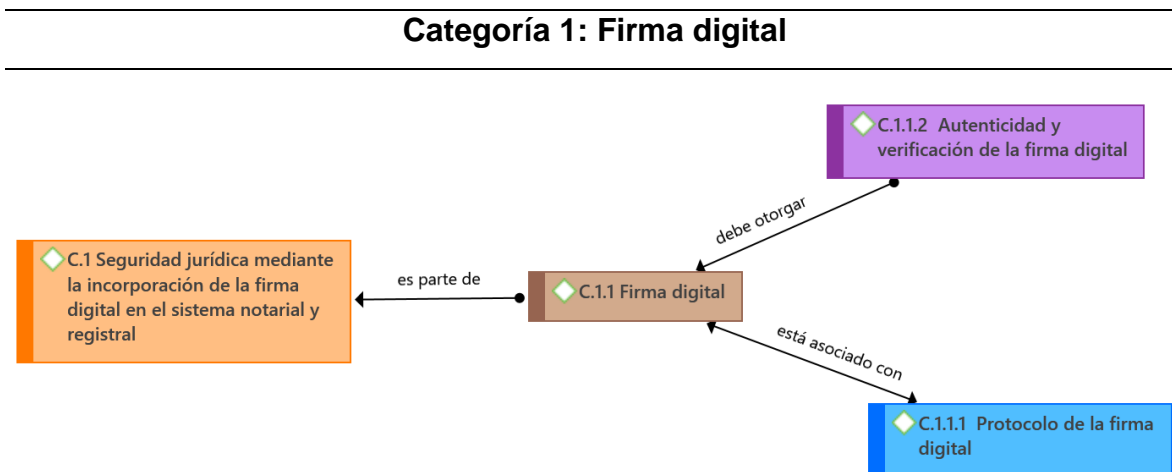 Categoría 1: Firma digital
C.1.1.2 Autenticidad y
verificación de la firma digital
debe otorgar
C.1 Seguridad jurídica mediante
la incorporación de la firma
digital en el sistema notarial y
registral
es parte de
C.1.1 Firma digital
está asociado con
C.1.1.1 Protocolo de la firma
digital